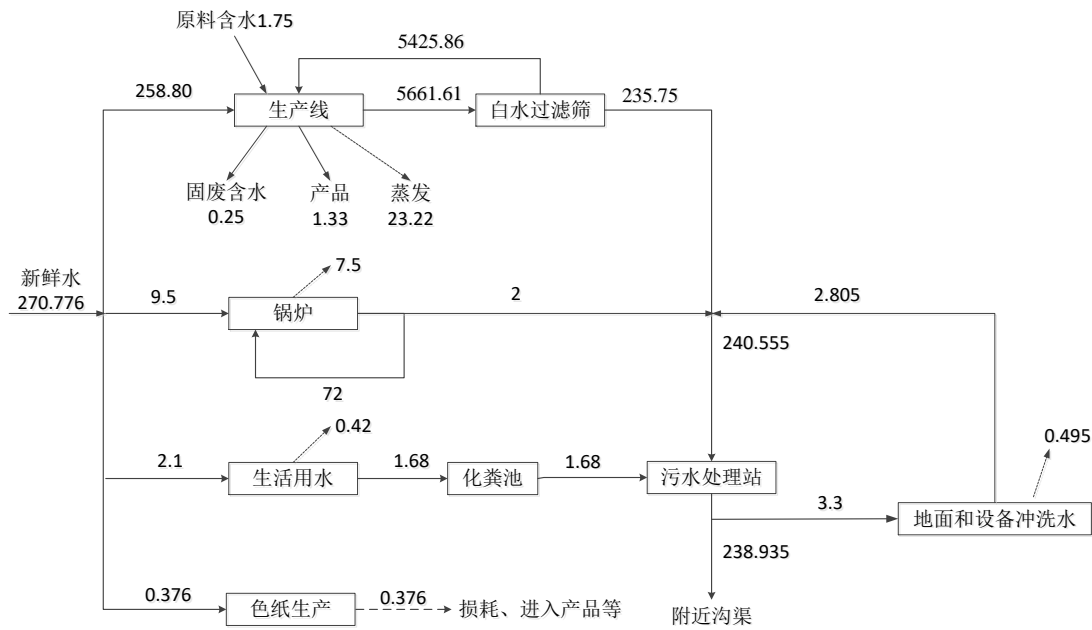 原料含水1.75
5425.86
258.80
生产线
5661.61
白水过滤筛
235.75
固废含水
0.25
产品
1.33
蒸发
23.22
新鲜水
270.776
9.5
锅炉
7.5
2
2.805
72
240.555
2.1
生活用水
0.42
1.68
化粪池
1.68
污水处理站
0.495
3.3
地面和设备冲洗水
238.935
0.376
色纸生产
0.376
损耗、进入产品等
附近沟渠